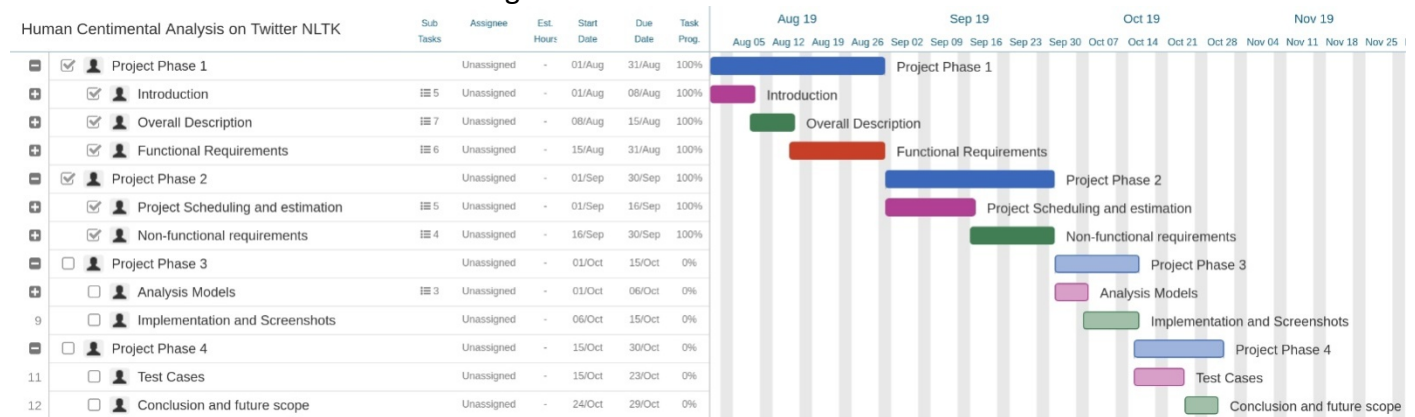 Human Centimental Analysis on Twitter NLTK Sub Tasks Assignee Est. Hours Start Date Due Date Task Prog. Aug 19 Sep 19 Oct 19 Nov 19
Aug 05 Aug 12 Aug 19 Aug 26 Sep 02 Sep 09 Sep 16 Sep 23 Sep 30 Oct 07 Oct 14 Oct 21 Oct 28 Nov 04 Nov 11 Nov 18 Nov 25
Project Phase 1 Unassigned - 01/Aug 31/Aug 100% Project Phase 1
Introduction 5 Unassigned - 01/Aug 08/Aug 100% Introduction
Overall Description 7 Unassigned - 08/Aug 15/Aug 100% Overall Description
Functional Requirements 6 Unassigned - 15/Aug 31/Aug 100% Functional Requirements
Project Phase 2 Unassigned - 01/Sep 30/Sep 100% Project Phase 2
Project Scheduling and estimation 5 Unassigned - 01/Sep 16/Sep 100% Project Scheduling and estimation
Non-functional requirements 4 Unassigned - 16/Sep 30/Sep 100% Non-functional requirements
Project Phase 3 Unassigned - 01/Oct 15/Oct 0% Project Phase 3
Analysis Models 3 Unassigned - 01/Oct 06/Oct 0% Analysis Models
9 Implementation and Screenshots Unassigned - 06/Oct 15/Oct 0% Implementation and Screenshots
Project Phase 4 Unassigned - 15/Oct 30/Oct 0% Project Phase 4
11 Test Cases Unassigned - 15/Oct 23/Oct 0% Test Cases
12 Conclusion and future scope Unassigned - 24/Oct 29/Oct 0% Conclusion and future scope